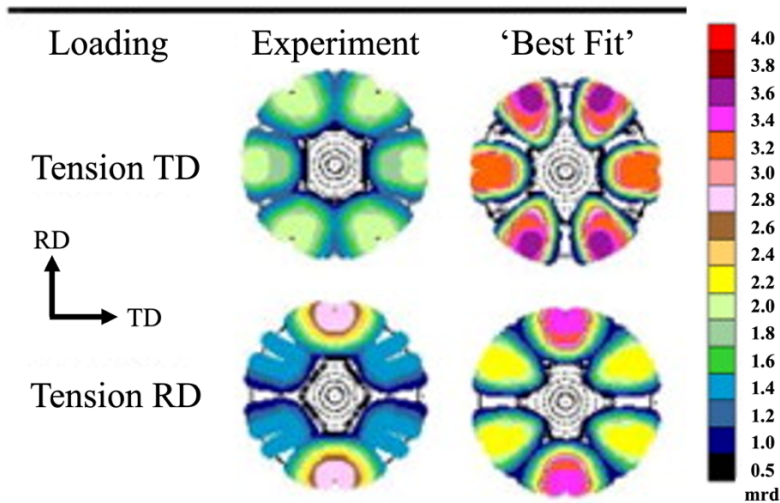 Loading Experiment ‘Best Fit’
Tension TD
RD
TD
Tension RD
4.0
3.8
3.6
3.4
3.2
3.0
2.8
2.6
2.4
2.2
2.0
1.8
1.6
1.4
1.2
1.0
0.5
mrd